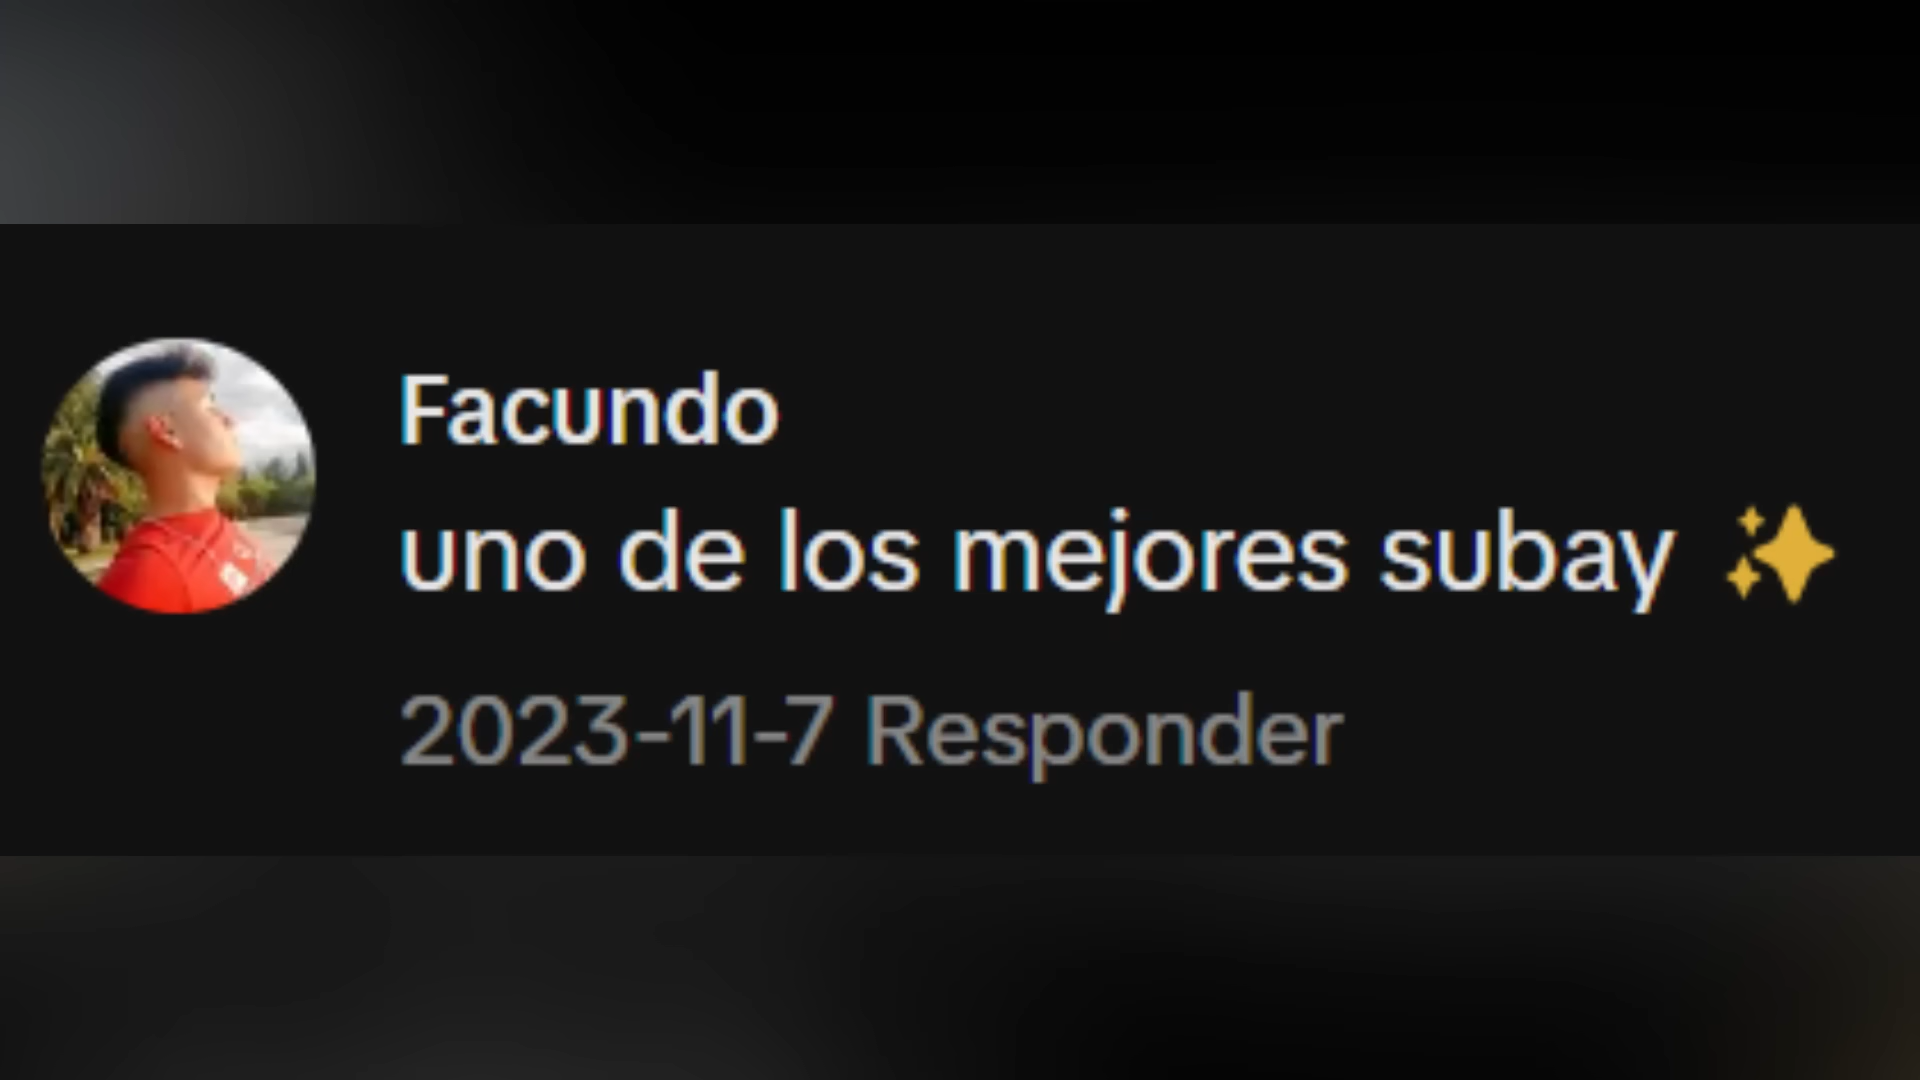 Facundo
uno de los mejores subay ✨
2023-11-7 Responder